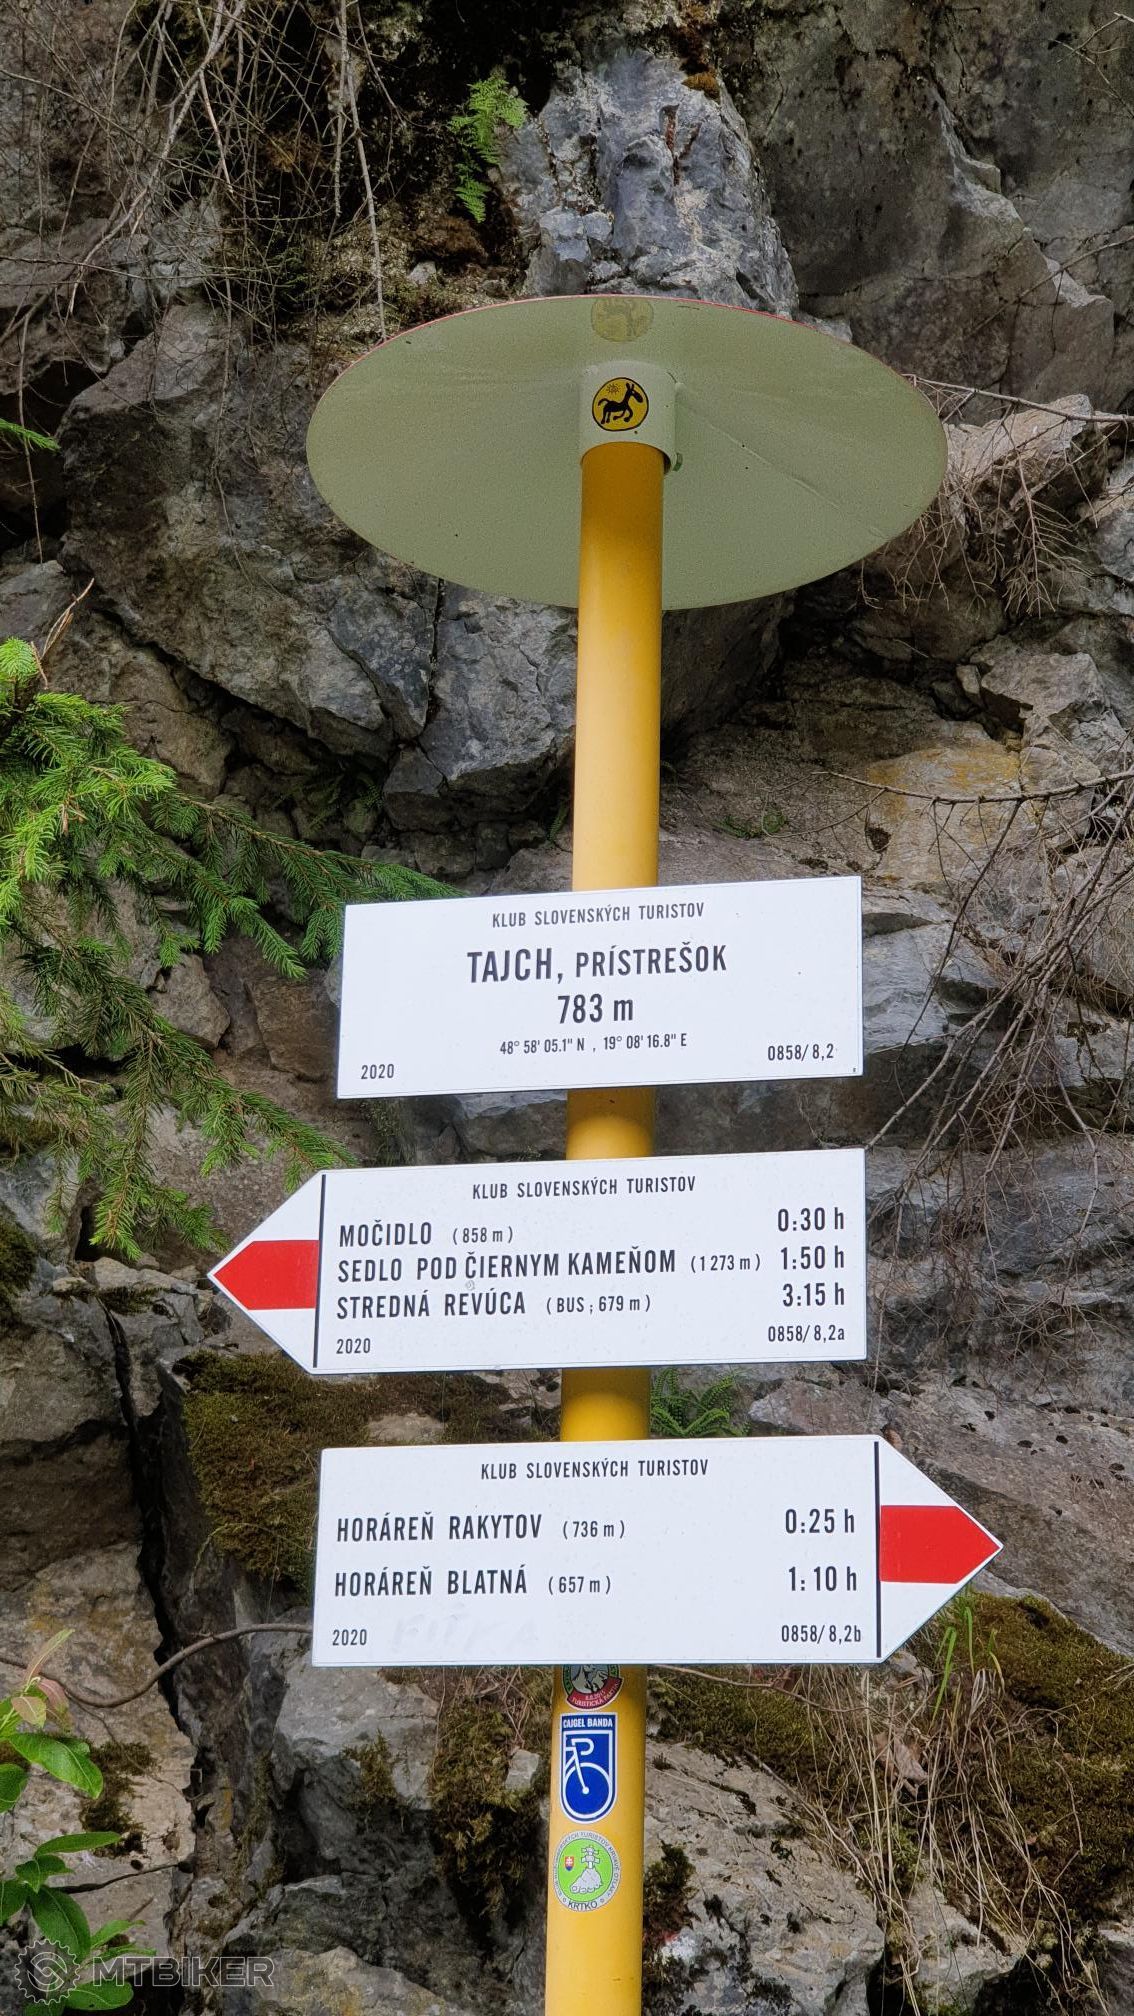 KLUB SLOVENSKÝCH TURISTOV
TAJCH, PRÍSTREŠOK
783 m
48° 58' 05.1" N , 19° 08' 16.8" E
2020 0858/8,2
KLUB SLOVENSKÝCH TURISTOV
MOČIDLO (858 m) 0:30 h
SEDLO POD ČIERNYM KAMEŇOM (1273 m) 1:50 h
STREDNÁ REVÚCA (BUS; 679 m) 3:15 h
2020 0858/8,2a
KLUB SLOVENSKÝCH TURISTOV
HORÁREŇ RAKYTOV (736 m) 0:25 h
HORÁREŇ BLATNÁ (657 m) 1:10 h
2020 0858/8,2b
CAIGEL BANDA
KRTKO
MTBIKER